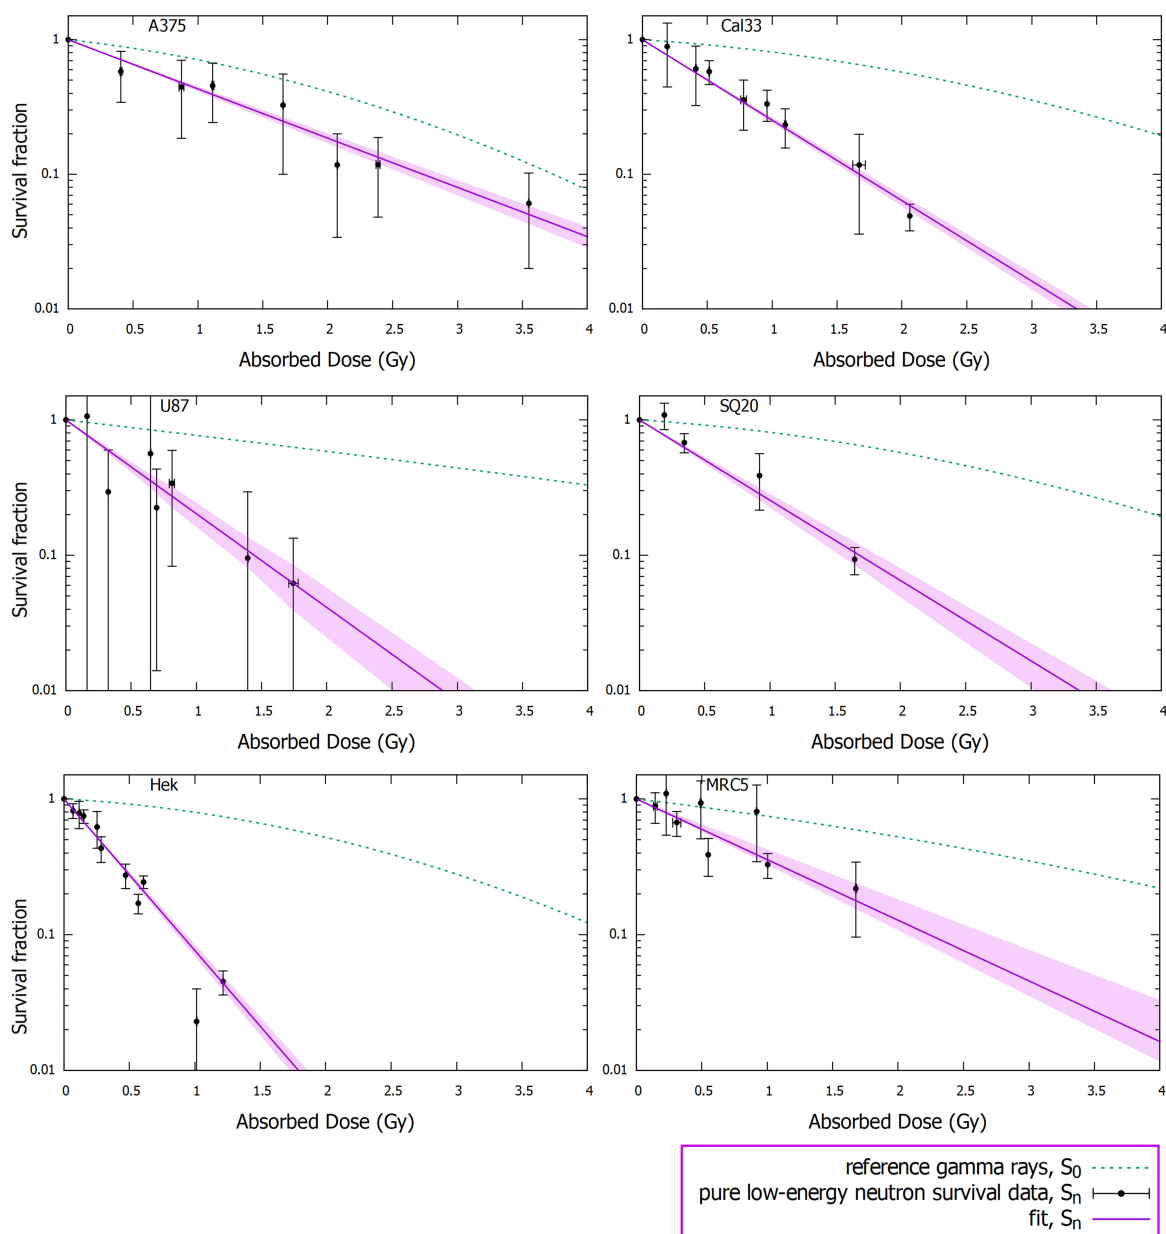 A375
1
0.1
0.01
Survival fraction
0 0.5 1 1.5 2 2.5 3 3.5 4
Absorbed Dose (Gy)
Cal33
1
0.1
0.01
0 0.5 1 1.5 2 2.5 3 3.5 4
Absorbed Dose (Gy)
U87
1
0.1
0.01
Survival fraction
0 0.5 1 1.5 2 2.5 3 3.5 4
Absorbed Dose (Gy)
SQ20
1
0.1
0.01
0 0.5 1 1.5 2 2.5 3 3.5 4
Absorbed Dose (Gy)
Hek
1
0.1
0.01
Survival fraction
0 0.5 1 1.5 2 2.5 3 3.5 4
Absorbed Dose (Gy)
MRC5
1
0.1
0.01
0 0.5 1 1.5 2 2.5 3 3.5 4
Absorbed Dose (Gy)
reference gamma rays, S0
pure low-energy neutron survival data, Sn
fit, Sn